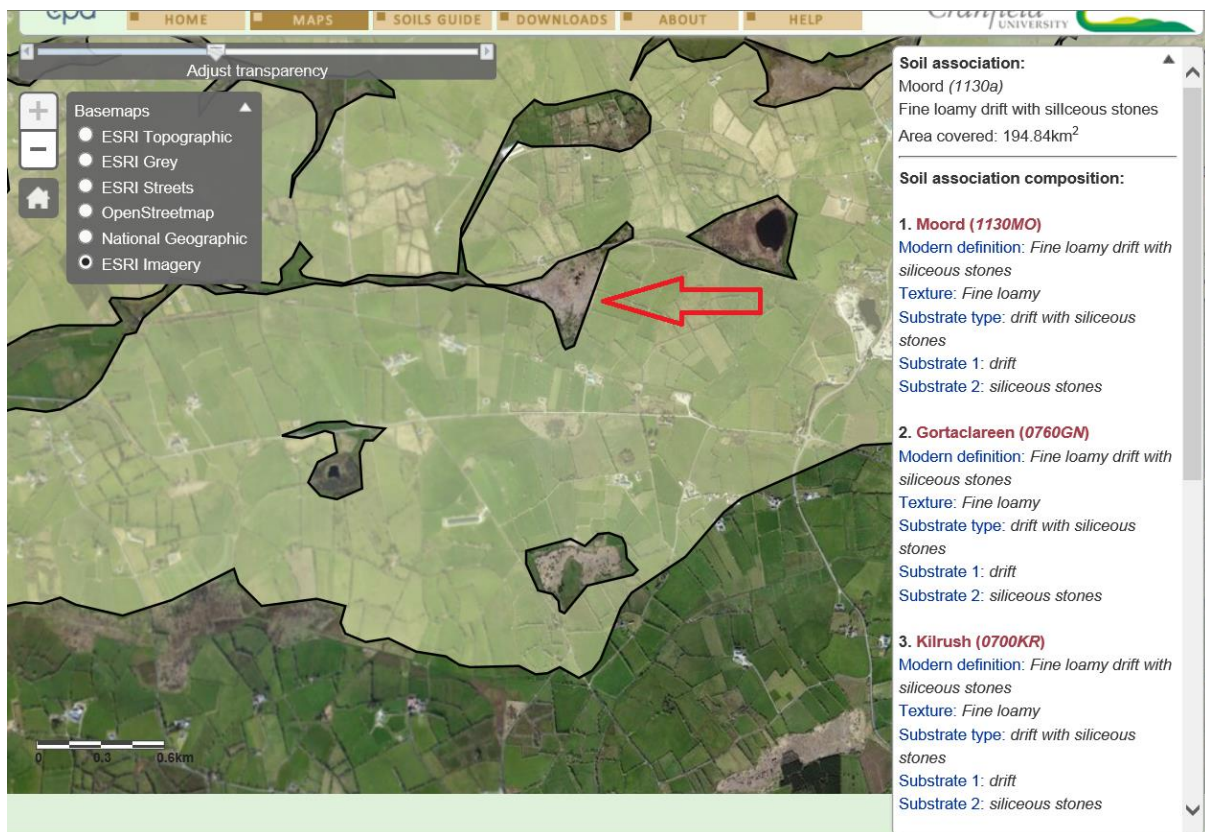 epa
HOME
MAPS
SOILS GUIDE
DOWNLOADS
ABOUT
HELP
Cranfield
UNIVERSITY
Adjust transparency
Basemaps
ESRI Topographic
ESRI Grey
ESRI Streets
OpenStreetmap
National Geographic
ESRI Imagery
0 0.3 0.6km
Soil association:
Moord (1130a)
Fine loamy drift with sillceous stones
Area covered: 194.84km2
Soil association composition:
1. Moord (1130MO)
Modern definition: Fine loamy drift with
siliceous stones
Texture: Fine loamy
Substrate type: drift with siliceous
stones
Substrate 1: drift
Substrate 2: siliceous stones
2. Gortaclareen (0760GN)
Modern definition: Fine loamy drift with
siliceous stones
Texture: Fine loamy
Substrate type: drift with siliceous
stones
Substrate 1: drift
Substrate 2: siliceous stones
3. Kilrush (0700KR)
Modern definition: Fine loamy drift with
siliceous stones
Texture: Fine loamy
Substrate type: drift with siliceous
stones
Substrate 1: drift
Substrate 2: siliceous stones